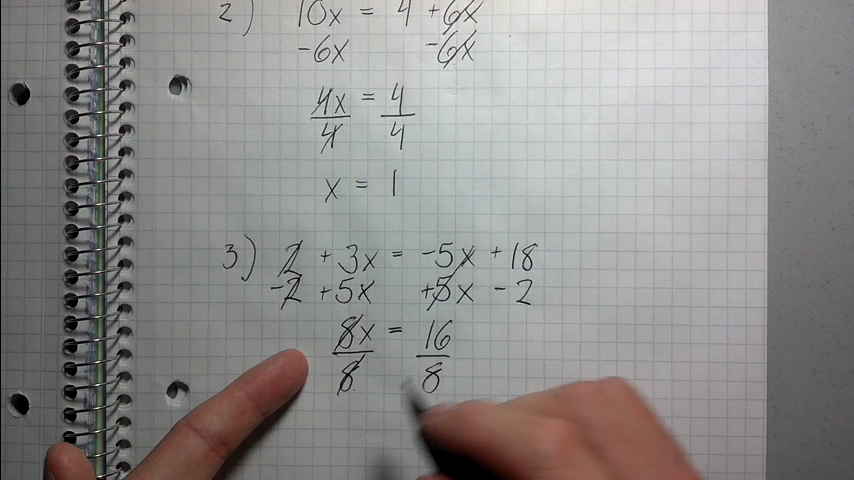 2) 10x = 4 + 6x
-6x -6x
4x = 4
4 4
x = 1
3) 2 + 3x = -5x + 18
-2 + 5x +5x - 2
8x = 16
8 8